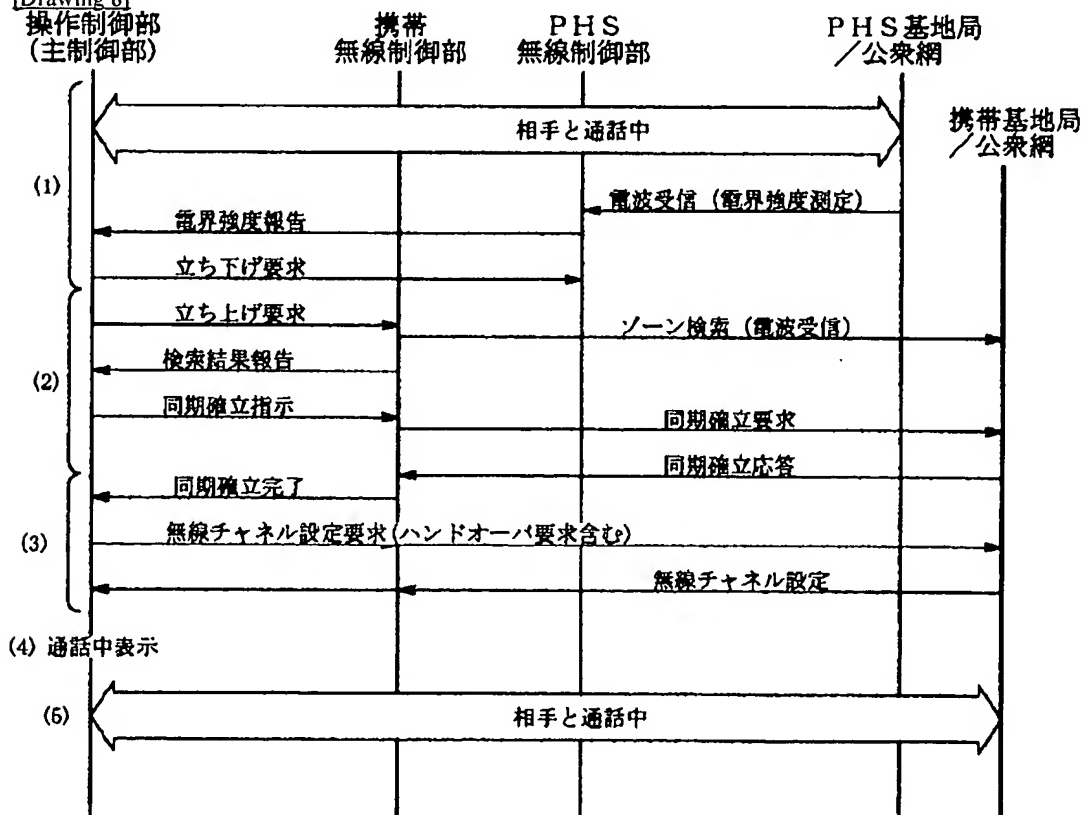 [Drawing 8]
操作制御部
(主制御部)
携帯
無線制御部
PHS
無線制御部
PHS基地局
／公衆網
携帯基地局
／公衆網
相手と通話中
(1)
電波受信 (電界強度測定)
電界強度報告
立ち下げ要求
立ち上げ要求
ゾーン検索 (電波受信)
検索結果報告
(2)
同期確立指示
同期確立要求
同期確立応答
同期確立完了
(3)
無線チャネル設定要求(ハンドオーバ要求含む)
無線チャネル設定
(4) 通話中表示
(5)
相手と通話中